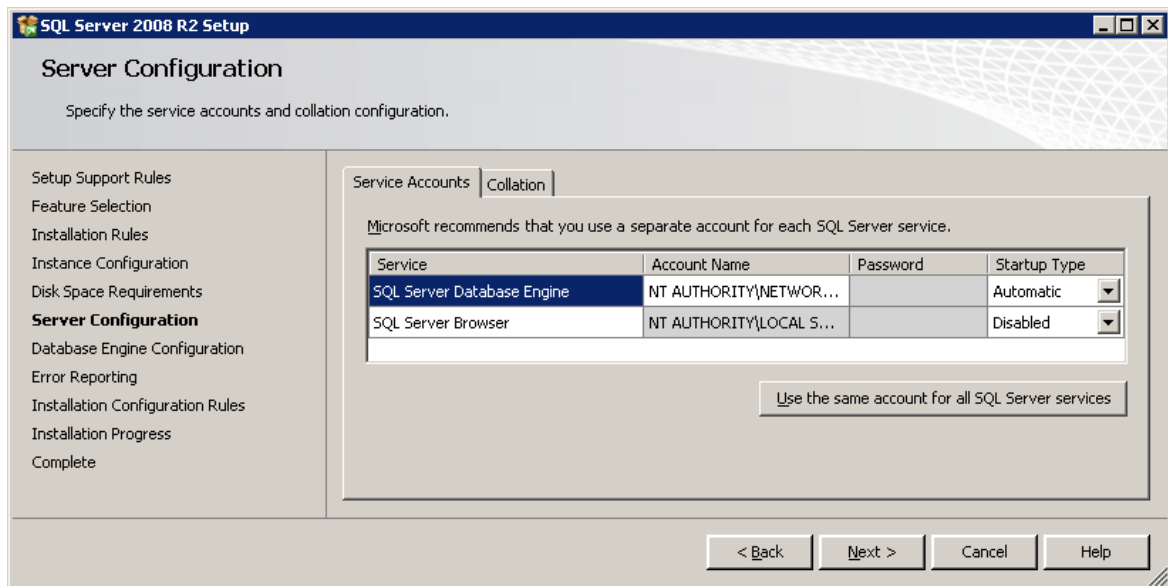 SQL Server 2008 R2 Setup
Server Configuration
Specify the service accounts and collation configuration.
Setup Support Rules
Feature Selection
Installation Rules
Instance Configuration
Disk Space Requirements
Server Configuration
Database Engine Configuration
Error Reporting
Installation Configuration Rules
Installation Progress
Complete
Service Accounts Collation
Microsoft recommends that you use a separate account for each SQL Server service.
Service Account Name Password Startup Type
SQL Server Database Engine NT AUTHORITY\NETWOR... Automatic
SQL Server Browser NT AUTHORITY\LOCAL S... Disabled
Use the same account for all SQL Server services
< Back Next > Cancel Help